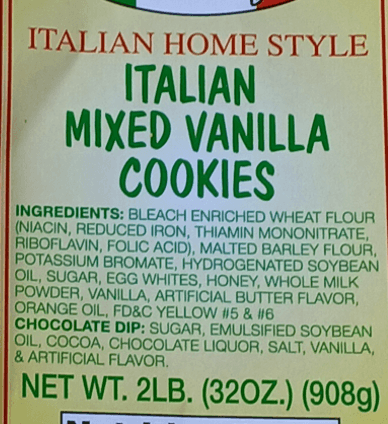 ITALIAN HOME STYLE
ITALIAN
MIXED VANILLA
COOKIES
INGREDIENTS: BLEACH ENRICHED WHEAT FLOUR
(NIACIN, REDUCED IRON, THIAMIN MONONITRATE,
RIBOFLAVIN, FOLIC ACID), MALTED BARLEY FLOUR,
POTASSIUM BROMATE, HYDROGENATED SOYBEAN
OIL, SUGAR, EGG WHITES, HONEY, WHOLE MILK
POWDER, VANILLA, ARTIFICIAL BUTTER FLAVOR,
ORANGE OIL, FD&C YELLOW #5 & #6
CHOCOLATE DIP: SUGAR, EMULSIFIED SOYBEAN
OIL, COCOA, CHOCOLATE LIQUOR, SALT, VANILLA,
& ARTIFICIAL FLAVOR.
NET WT. 2LB. (32OZ.) (908g)